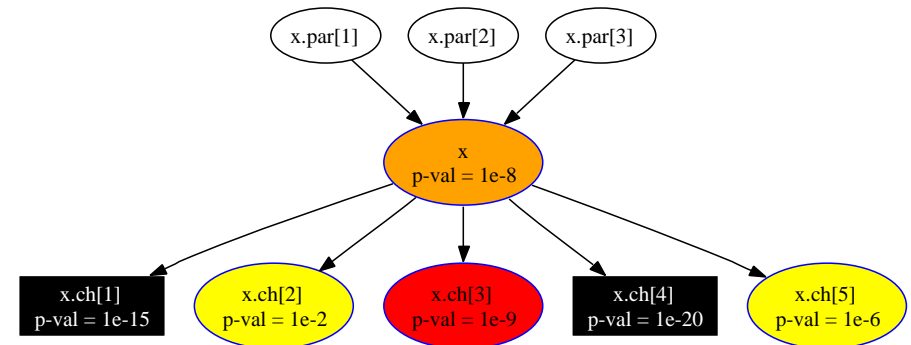 x.par[1]
x.par[2]
x.par[3]
x
p-val = 1e-8
x.ch[1]
p-val = 1e-15
x.ch[2]
p-val = 1e-2
x.ch[3]
p-val = 1e-9
x.ch[4]
p-val = 1e-20
x.ch[5]
p-val = 1e-6